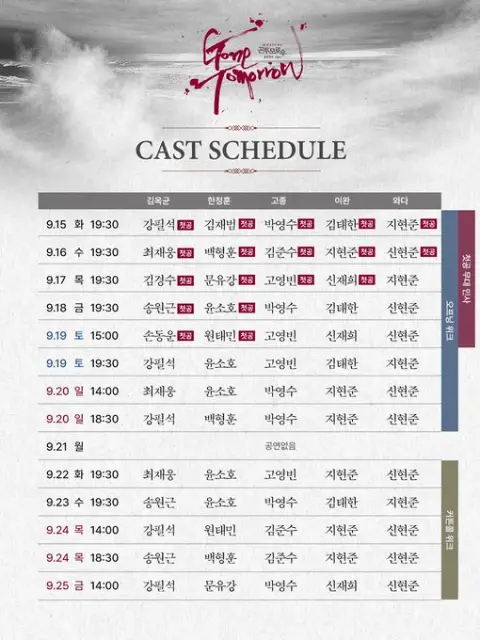 Gone
Tomorrow
곤투모로우
CAST SCHEDULE
김옥균 한정훈 고종 이완 와다
9.15 화 19:30 강필석 첫공 김재범 첫공 박영수 첫공 김태한 첫공 지현준 첫공
9.16 수 19:30 최재웅 첫공 백형훈 첫공 김준수 첫공 지현준 첫공 신현준 첫공
9.17 목 19:30 김경수 첫공 문유강 첫공 고영빈 첫공 신재희 첫공 지현준
9.18 금 19:30 송원근 첫공 윤소호 첫공 박영수 김태한 신현준
9.19 토 15:00 손동운 첫공 원태민 첫공 고영빈 신재희 신현준
9.19 토 19:30 강필석 윤소호 고영빈 김태한 지현준
9.20 일 14:00 최재웅 윤소호 박영수 지현준 신현준
9.20 일 18:30 강필석 백형훈 박영수 지현준 신현준
9.21 월 공연없음
9.22 화 19:30 최재웅 윤소호 고영빈 지현준 신현준
9.23 수 19:30 송원근 윤소호 박영수 김태한 지현준
9.24 목 14:00 강필석 원태민 김준수 지현준 신현준
9.24 목 18:30 송원근 백형훈 김준수 지현준 신현준
9.25 금 14:00 강필석 문유강 박영수 신재희 신현준
첫공 무대 인사
오프닝 위크
커튼콜 위크